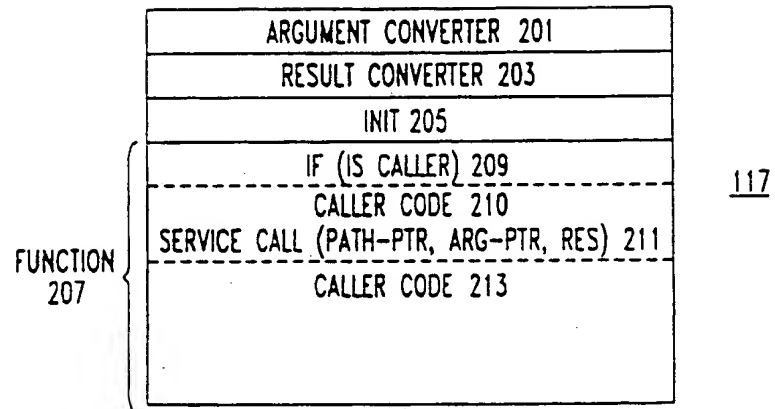 ARGUMENT CONVERTER 201
RESULT CONVERTER 203
INIT 205
IF (IS CALLER) 209
117
CALLER CODE 210
SERVICE CALL (PATH-PTR, ARG-PTR, RES) 211
FUNCTION
207
CALLER CODE 213